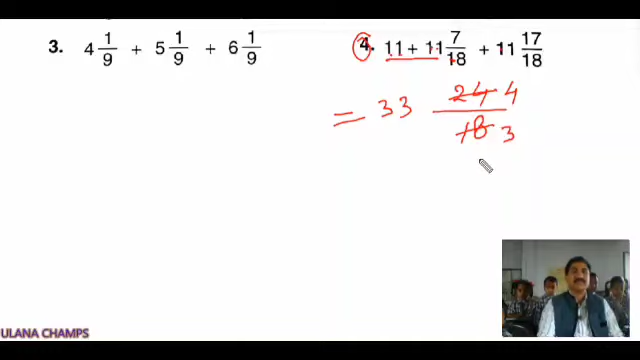 3. 4 1/9 + 5 1/9 + 6 1/9
4. 11 + 11 7/18 + 11 17/18
= 33 24/18 4/3
ULANA CHAMPS